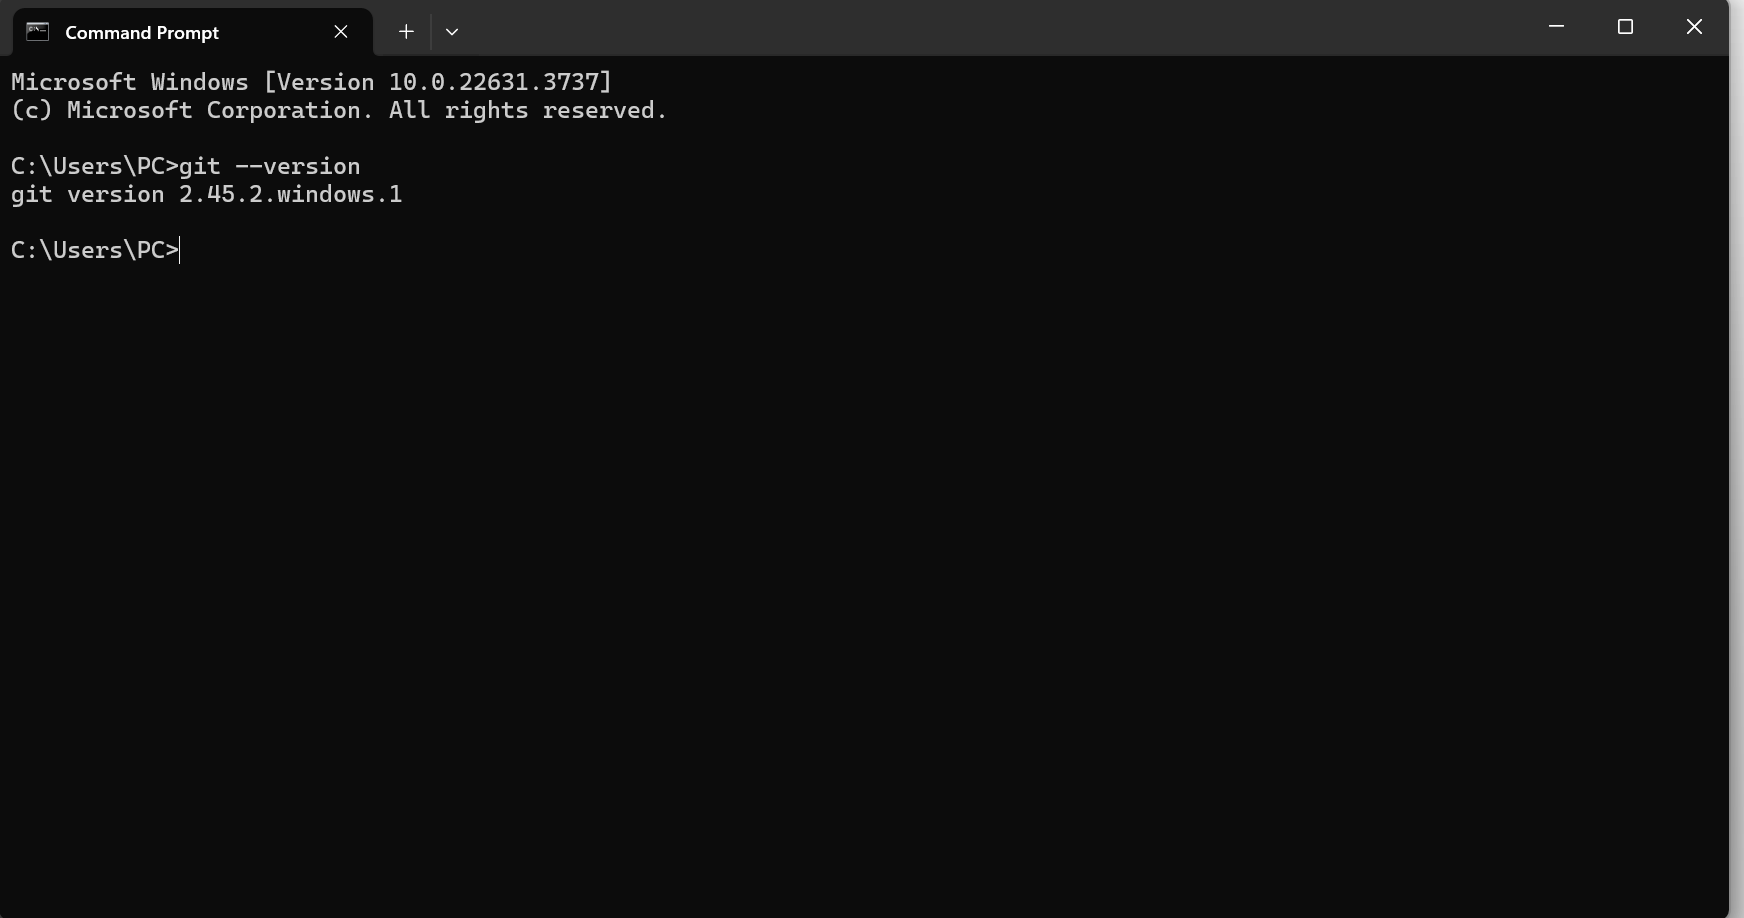 Command Prompt
Microsoft Windows [Version 10.0.22631.3737]
(c) Microsoft Corporation. All rights reserved.
C:\Users\PC>git --version
git version 2.45.2.windows.1
C:\Users\PC>